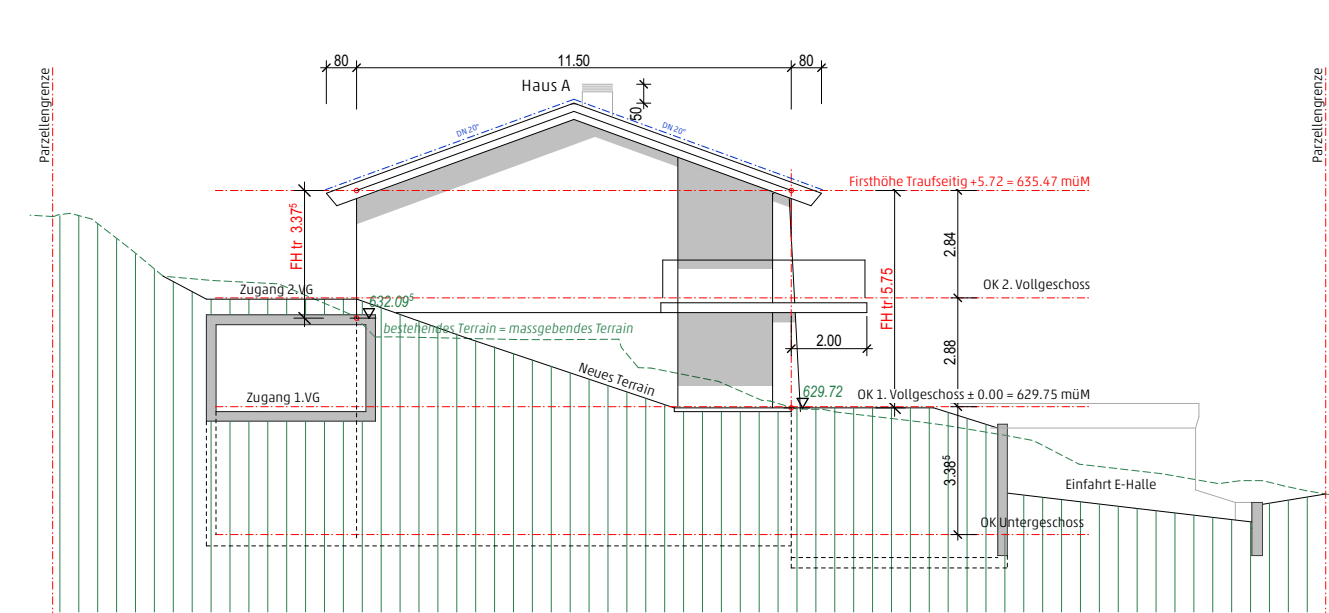 80
11.50
80
Haus A
50
Parzellengrenze
Parzellengrenze
DN 20°
DN 20°
Firsthöhe Traufseitig +5.72 = 635.47 müM
FH tr 3.37⁵
2.84
FH tr 5.75
Zugang 2.VG
632.09⁵
OK 2. Vollgeschoss
bestehendes Terrain = massgebendes Terrain
2.00
2.88
Neues Terrain
Zugang 1.VG
629.72
OK 1. Vollgeschoss ± 0.00 = 629.75 müM
3.38⁵
Einfahrt E-Halle
OK Untergeschoss